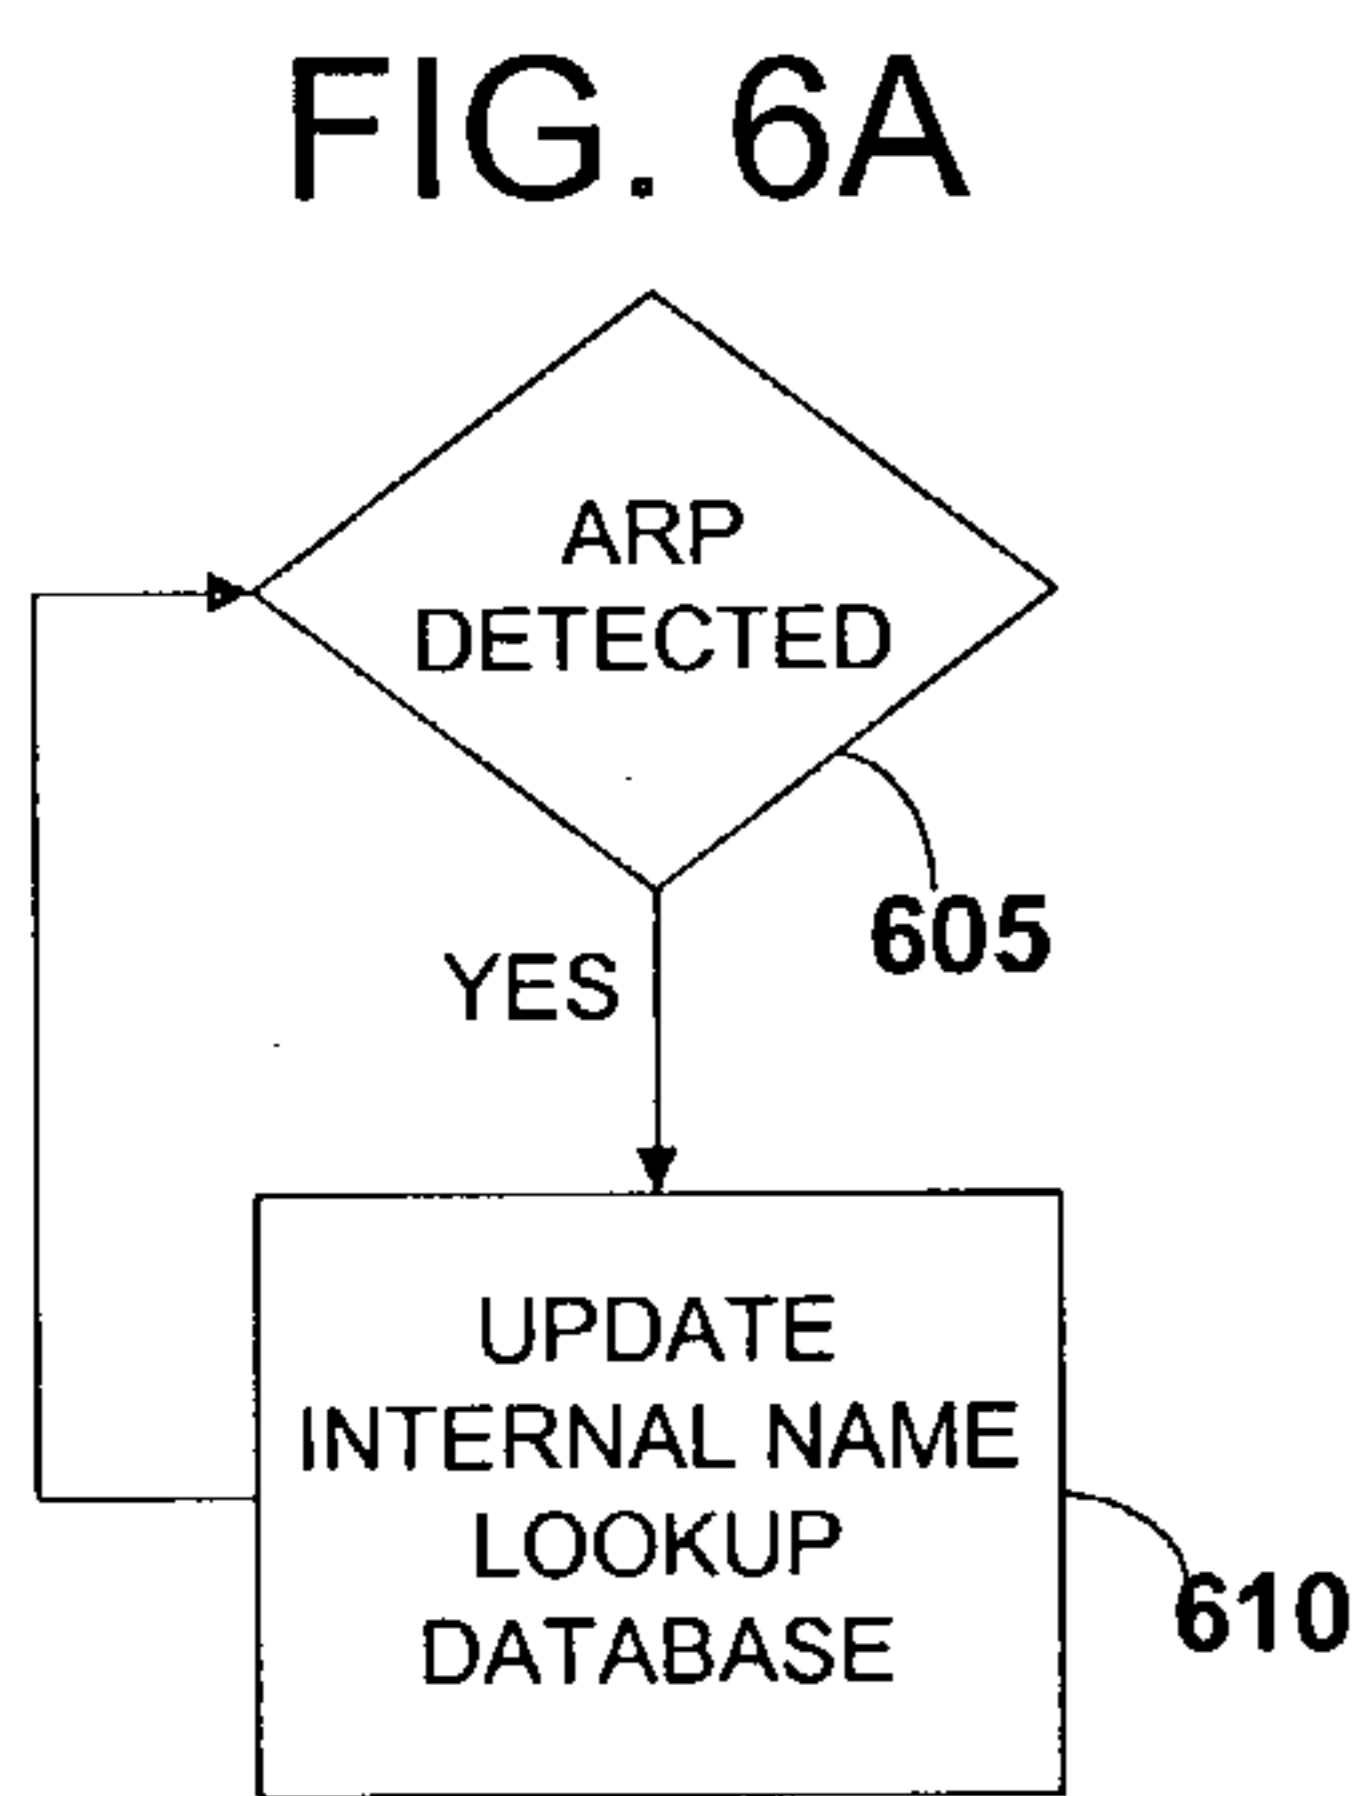 FIG. 6A
ARP
DETECTED
605
YES
UPDATE
INTERNAL NAME
LOOKUP
DATABASE
610